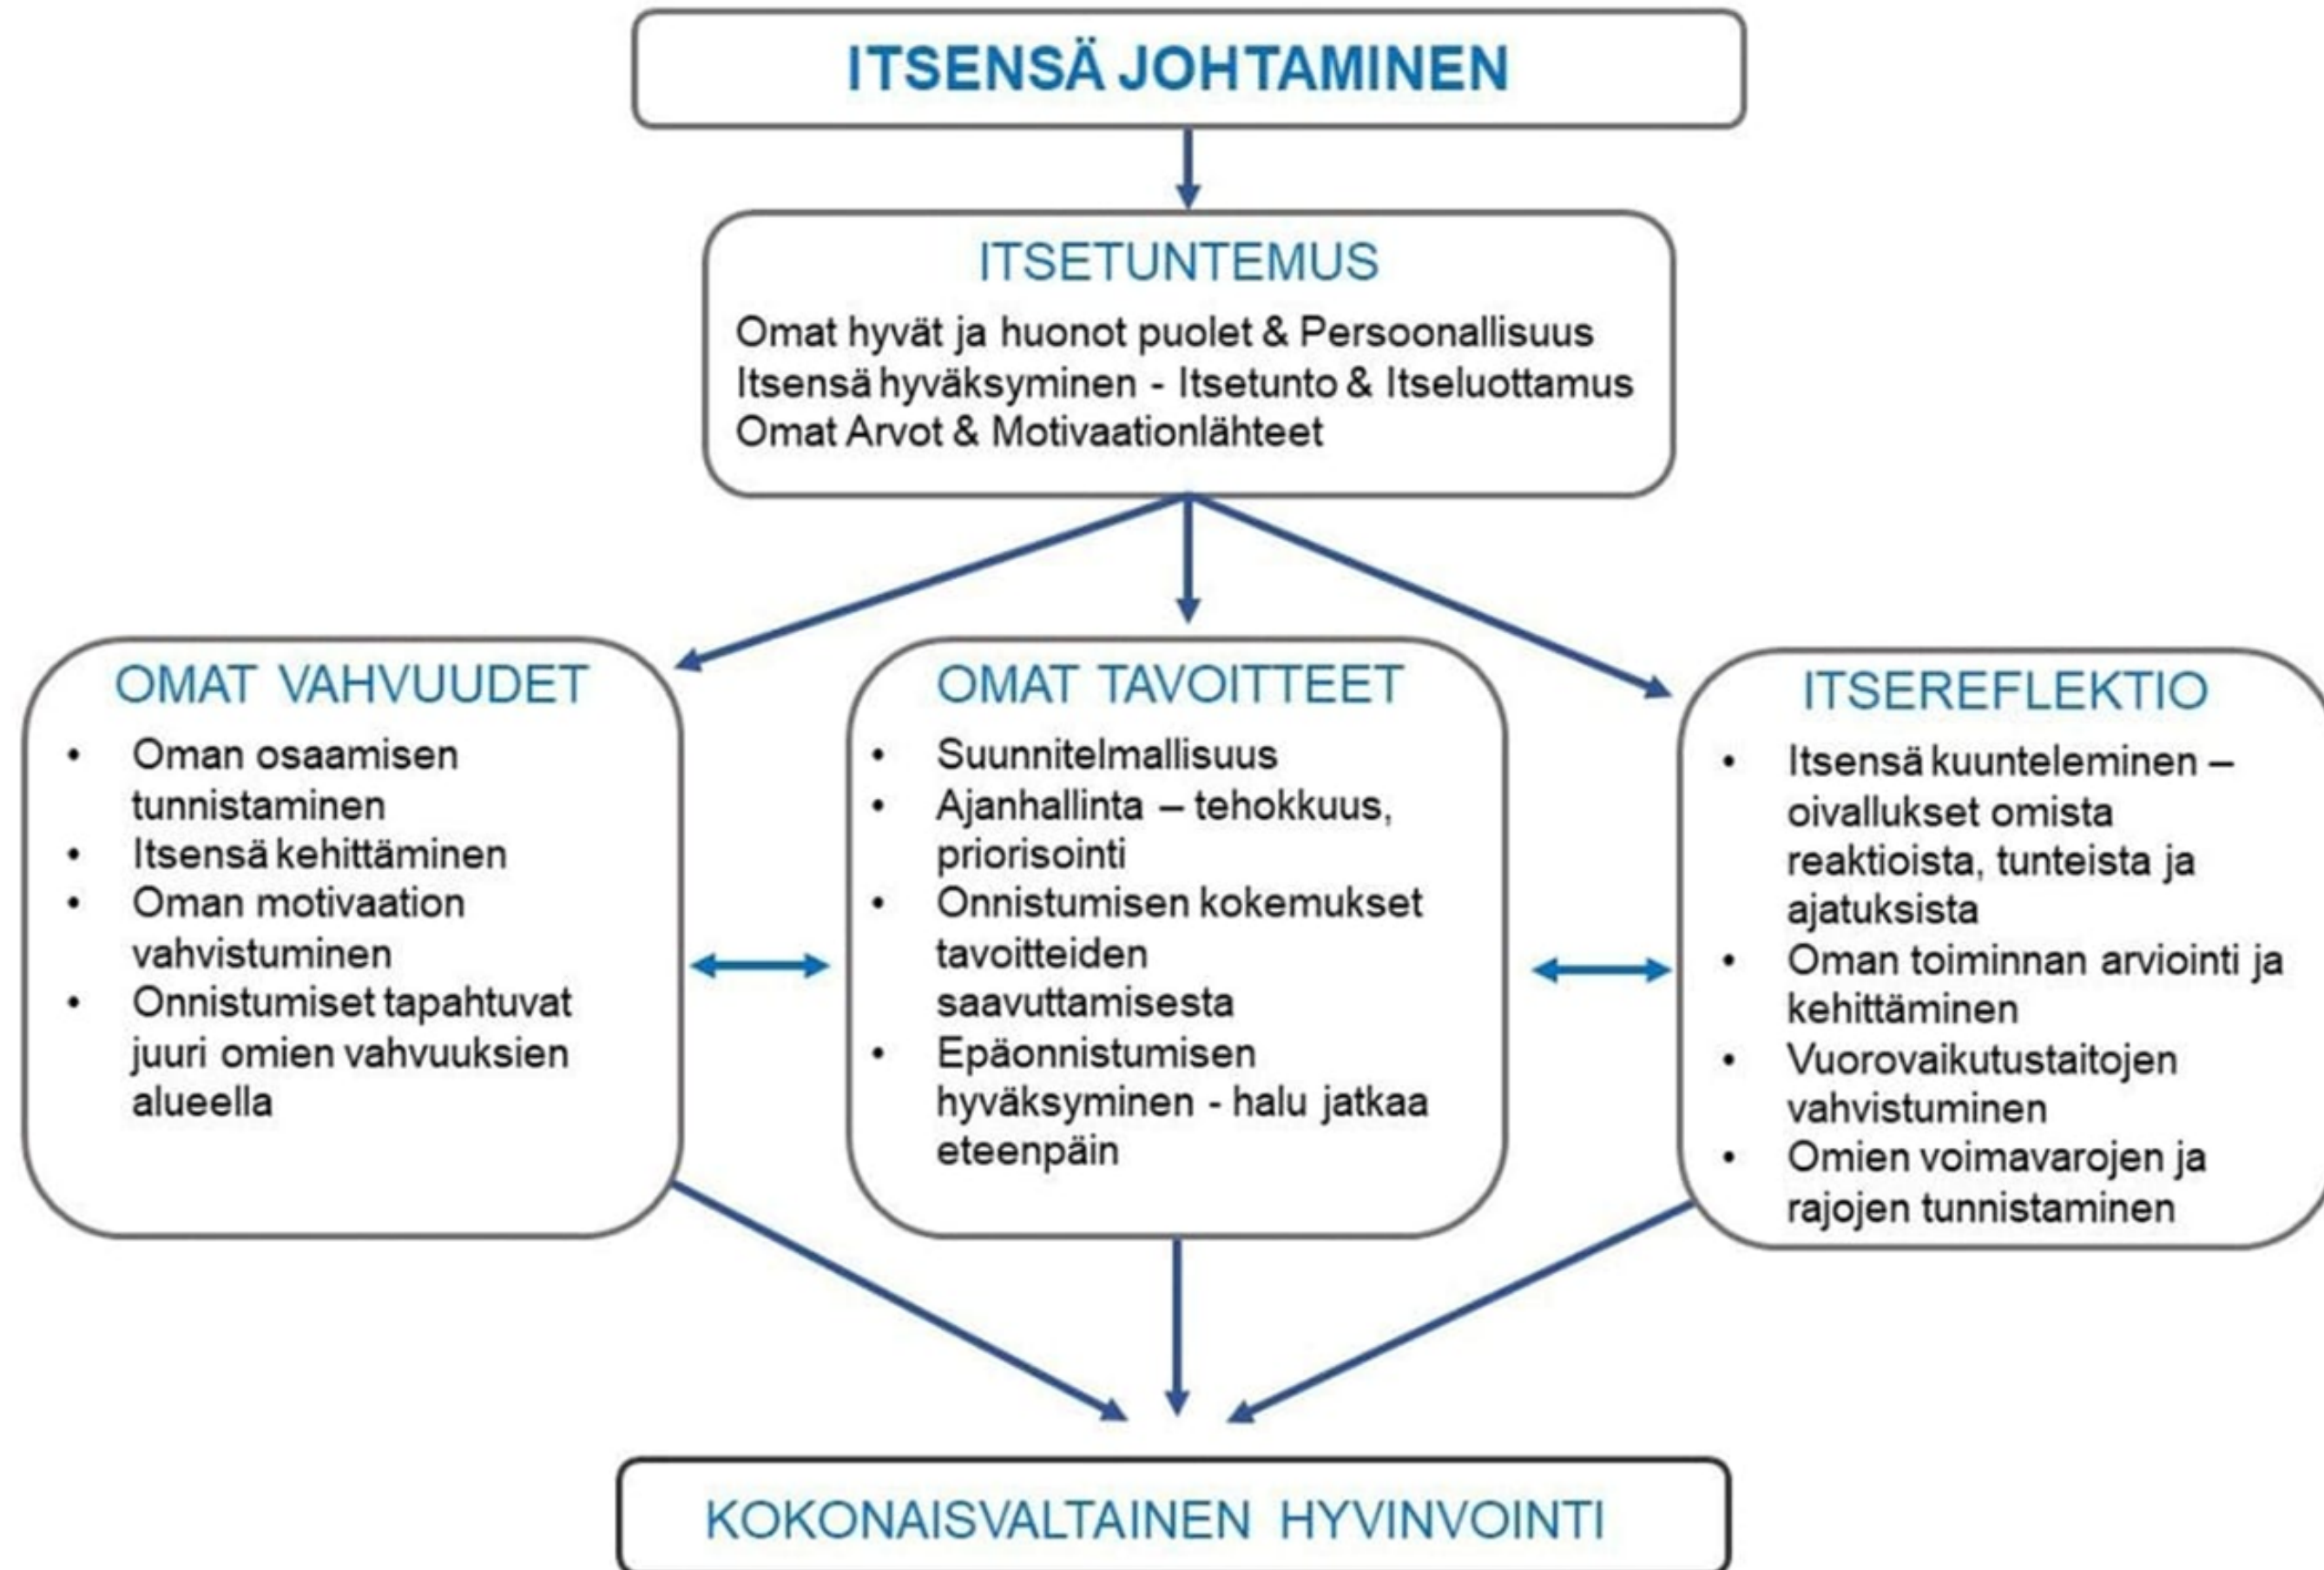 ITSENSÄ JOHTAMINEN
ITSETUNTEMUS
Omat hyvät ja huonot puolet & Persoonallisuus
Itsensä hyväksyminen - Itsetunto & Itseluottamus
Omat Arvot & Motivaationlähteet
OMAT VAHVUUDET
• Oman osaamisen
tunnistaminen
• Itsensä kehittäminen
• Oman motivaation
vahvistuminen
• Onnistumiset tapahtuvat
juuri omien vahvuuksien
alueella
OMAT TAVOITTEET
• Suunnitelmallisuus
• Ajanhallinta – tehokkuus,
priorisointi
• Onnistumisen kokemukset
tavoitteiden
saavuttamisesta
• Epäonnistumisen
hyväksyminen - halu jatkaa
eteenpäin
ITSEREFLEKTIO
• Itsensä kuunteleminen –
oivallukset omista
reaktioista, tunteista ja
ajatuksista
• Oman toiminnan arviointi ja
kehittäminen
• Vuorovaikutustaitojen
vahvistuminen
• Omien voimavarojen ja
rajojen tunnistaminen
KOKONAISVALTAINEN HYVINVOINTI